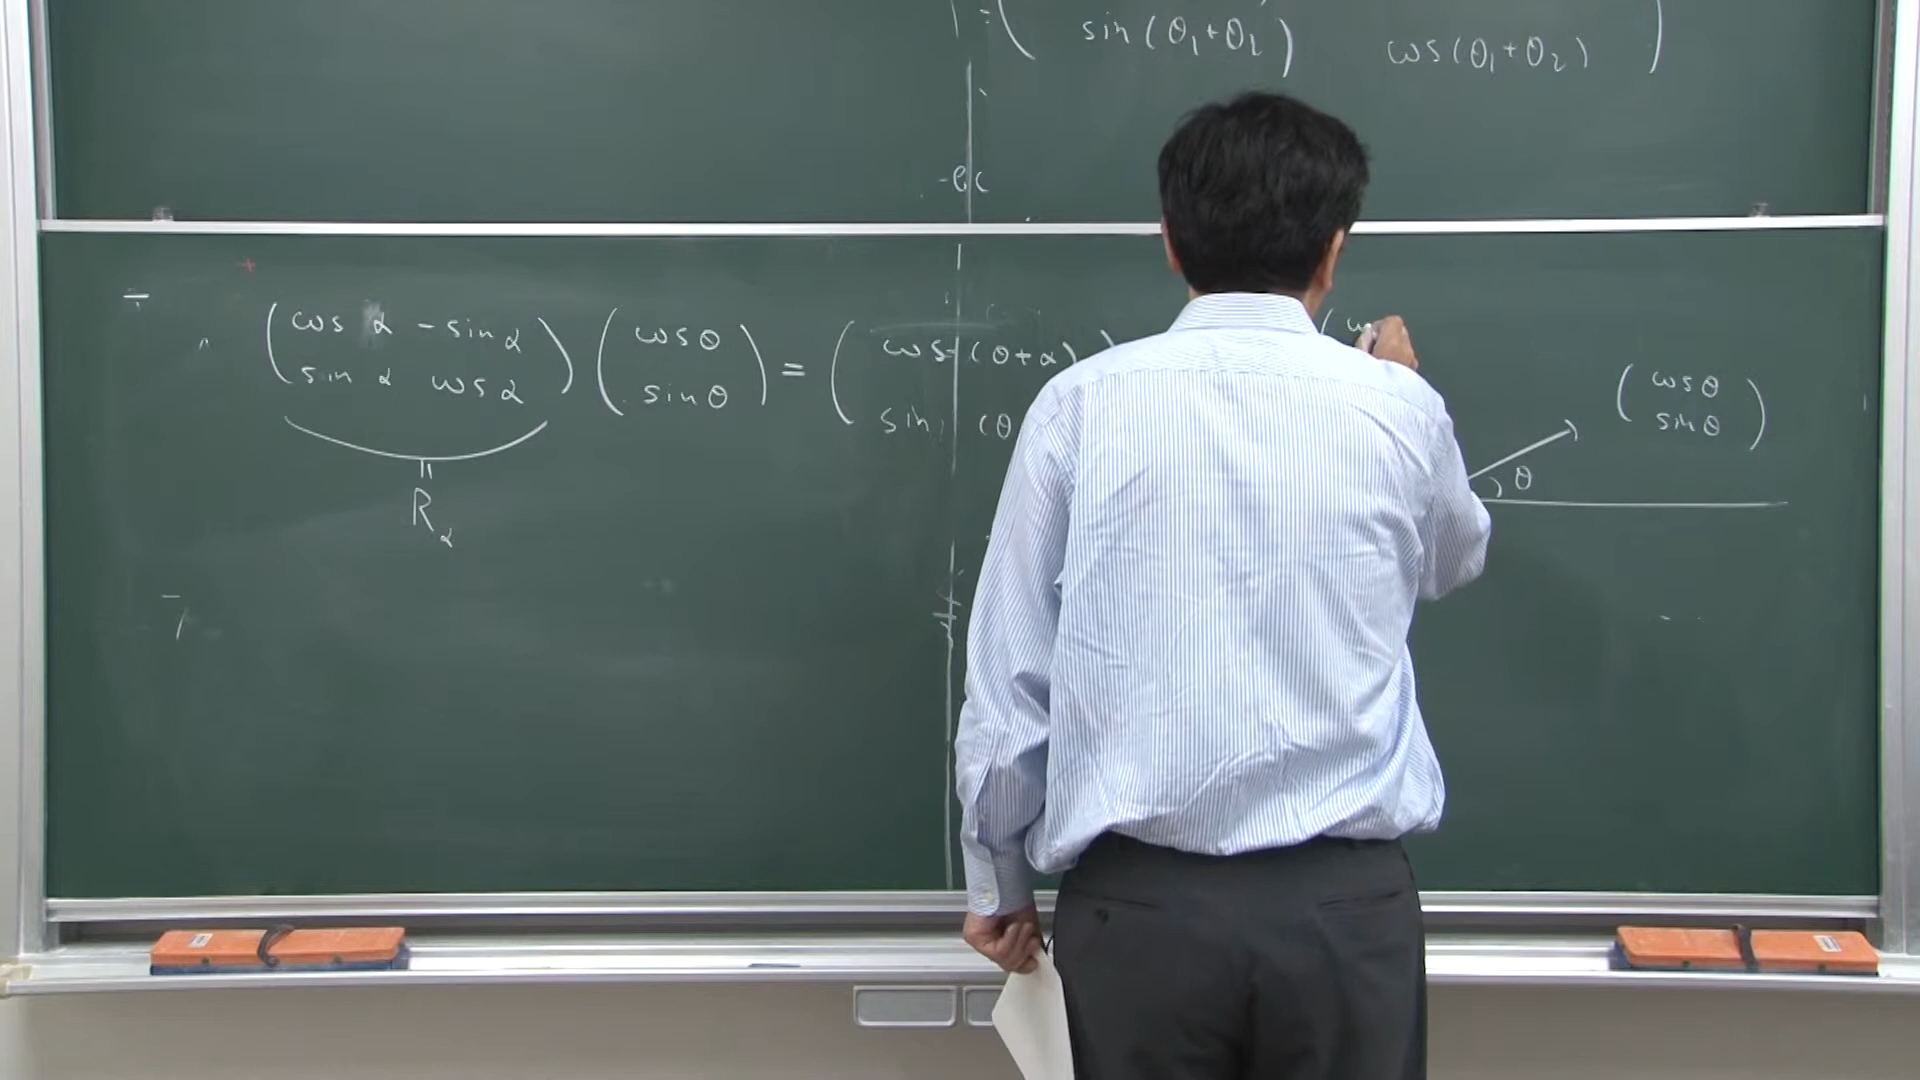 = ( sin(θ₁+θ₂) cos(θ₁+θ₂) )
( cos α -sin α ) ( cos θ ) = ( cos (θ+α) )
( sin α cos α ) ( sin θ ) ( sin (θ
R_α
( cos θ )
( sin θ )
θ